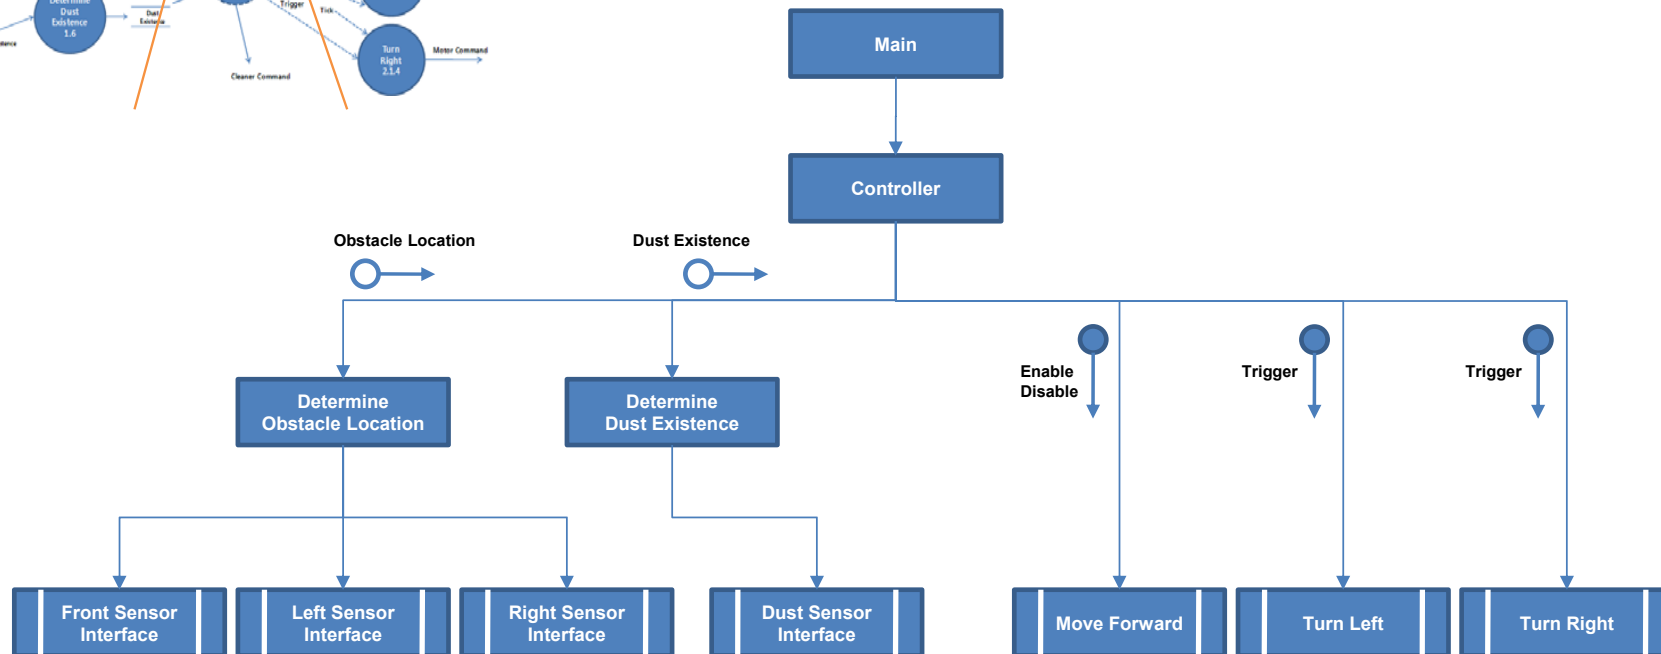 Determine
Dust
Existence
1.6
Dust
Existence
Trigger
Tick
Cleaner Command
Turn
Right
2.1.4
Motor Command
Main
Controller
Obstacle Location
Dust Existence
Enable
Disable
Trigger
Trigger
Determine
Obstacle Location
Determine
Dust Existence
Front Sensor
Interface
Left Sensor
Interface
Right Sensor
Interface
Dust Sensor
Interface
Move Forward
Turn Left
Turn Right